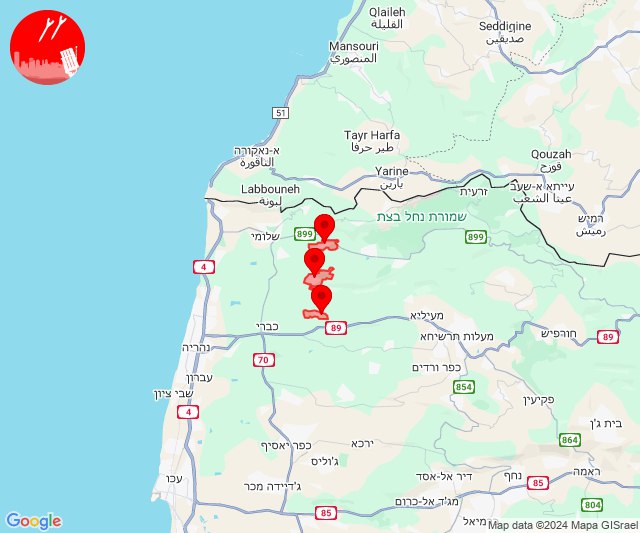 Qlaileh
القليلة
Seddiqine
صديقين
Mansouri
المنصوري
51
Tayr Harfa
طير حرفا
א-נאקורה
الناقورة
Yarine
يارين
Qouzah
قوزح
Labbouneh
لبونة
זרעית
עייתא א-שעב
عيتا الشعب
רמיש
رميش
שמורת נחל בצת
899
שלומי
899
4
מעיליא
כברי
89
מעלות תרשיחא
חורפיש
89
נהריה
70
כפר ורדים
עברון
854
שבי ציון
פקיעין
4
בית ג'ן
864
כפר יאסיף
ירכא
ג'וליס
ראמה
עכו
דיר אל-אסד
נחף
ג'דיידה מכר
85
מג'ד אל-כרום
804
85
Google
Map data ©2024 Mapa GISrael